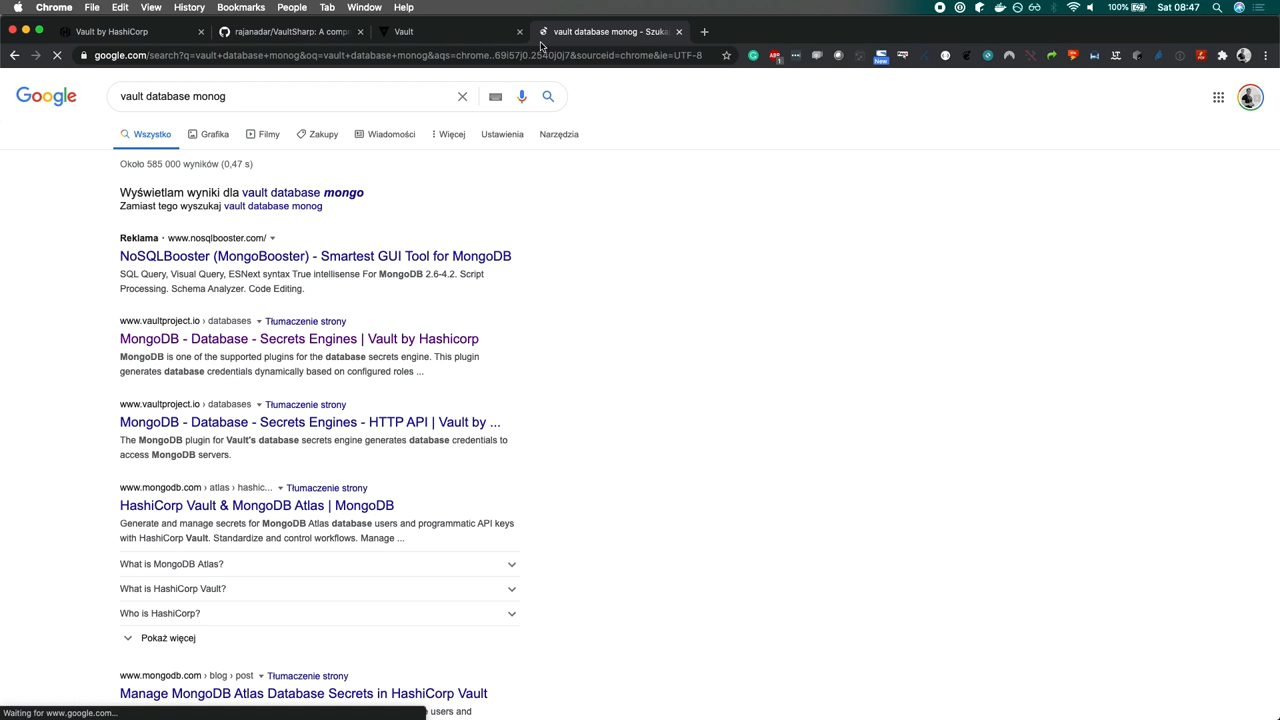 Chrome File Edit View History Bookmarks People Tab Window Help 100% Sat 08:47
Vault by HashiCorp rajanadar/VaultSharp: A compr Vault vault database monog - Szuka
google.com/search?q=vault+database+monog&oq=vault+database+monog&aqs=chrome..69i57j0.2540j0j7&sourceid=chrome&ie=UTF-8
New
Google vault database monog
Wszystko Grafika Filmy Zakupy Wiadomości Więcej Ustawienia Narzędzia
Około 585 000 wyników (0,47 s)
Wyświetlam wyniki dla vault database mongo
Zamiast tego wyszukaj vault database monog
Reklama · www.nosqlbooster.com/
NoSQLBooster (MongoBooster) - Smartest GUI Tool for MongoDB
SQL Query, Visual Query, ESNext syntax True intellisense For MongoDB 2.6-4.2. Script
Processing. Schema Analyzer. Code Editing.
www.vaultproject.io › databases Tłumaczenie strony
MongoDB - Database - Secrets Engines | Vault by Hashicorp
MongoDB is one of the supported plugins for the database secrets engine. This plugin
generates database credentials dynamically based on configured roles ...
www.vaultproject.io › databases Tłumaczenie strony
MongoDB - Database - Secrets Engines - HTTP API | Vault by ...
The MongoDB plugin for Vault's database secrets engine generates database credentials to
access MongoDB servers.
www.mongodb.com › atlas › hashic... Tłumaczenie strony
HashiCorp Vault & MongoDB Atlas | MongoDB
Generate and manage secrets for MongoDB Atlas database users and programmatic API keys
with HashiCorp Vault. Standardize and control workflows. Manage ...
What is MongoDB Atlas?
What is HashiCorp Vault?
Who is HashiCorp?
Pokaż więcej
www.mongodb.com › blog › post Tłumaczenie strony
Manage MongoDB Atlas Database Secrets in HashiCorp Vault
users and
Waiting for www.google.com...